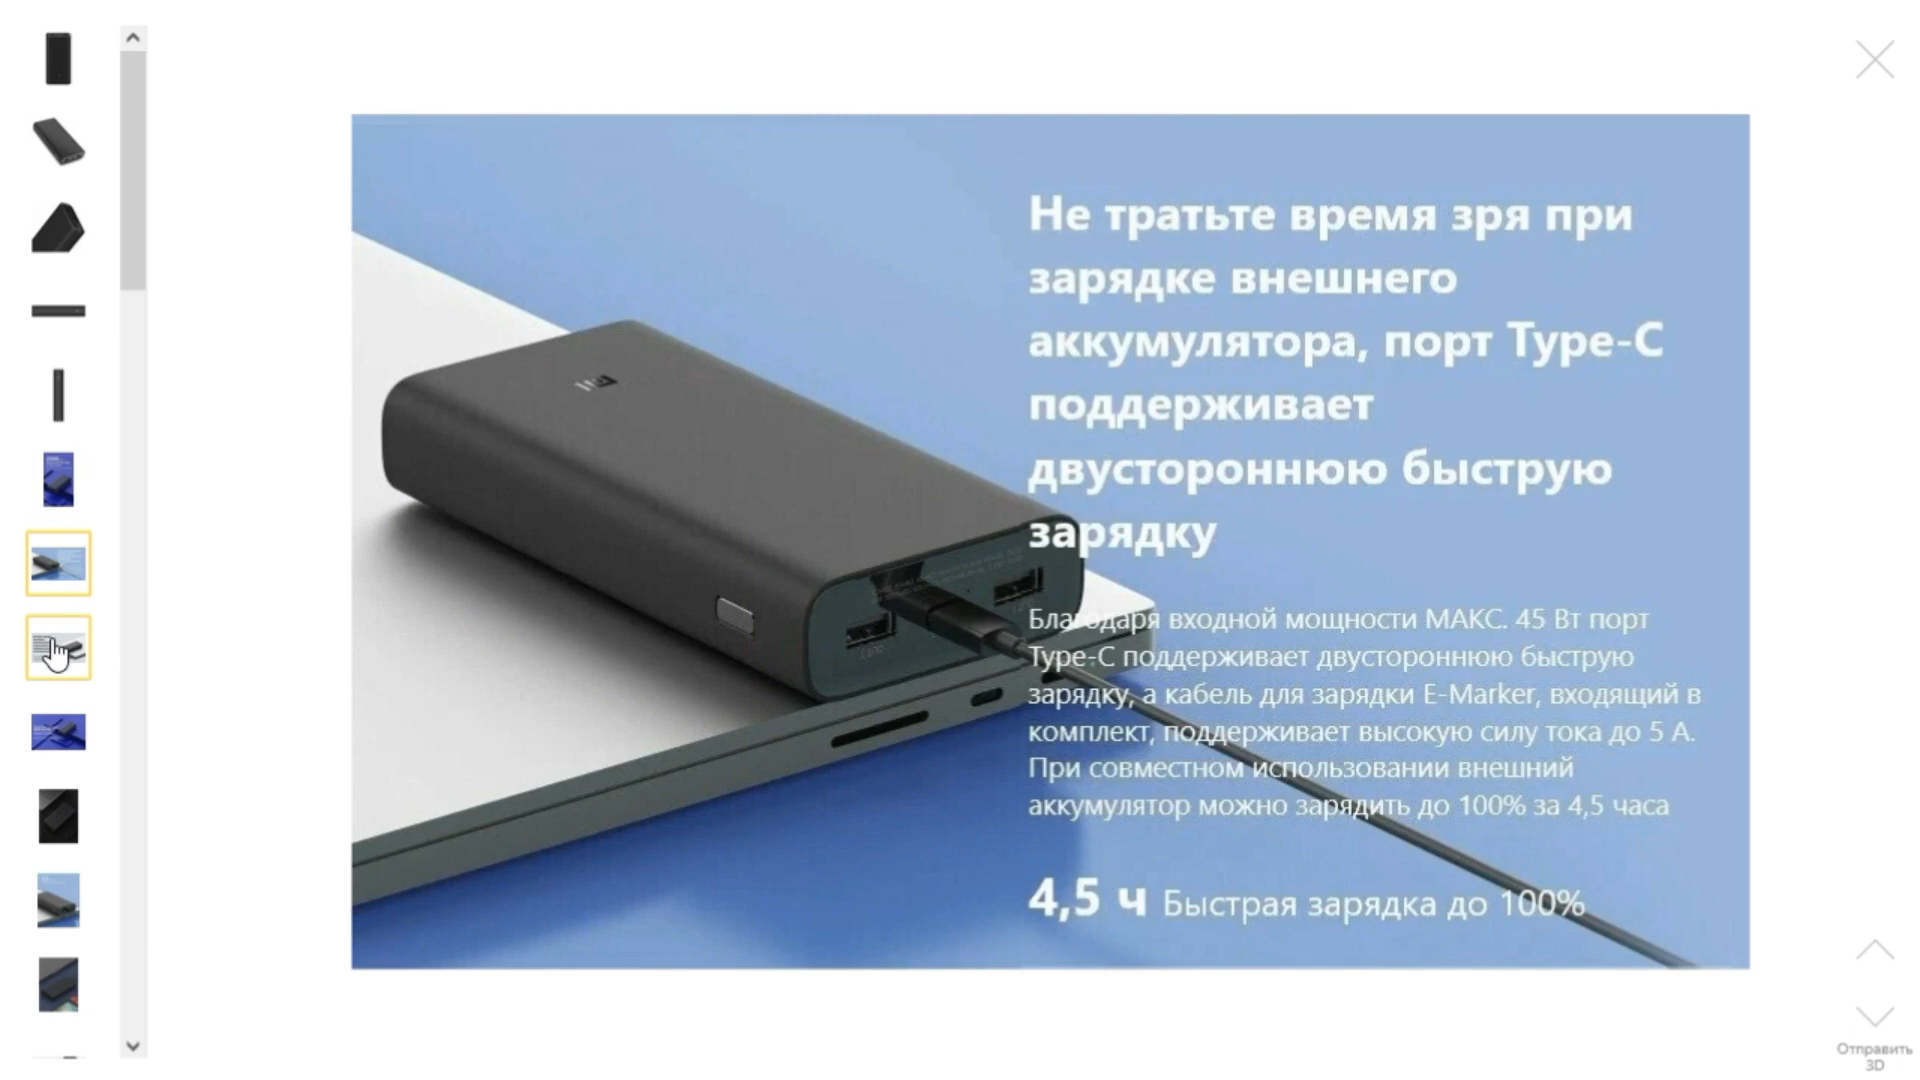 Не тратьте время зря при
зарядке внешнего
аккумулятора, порт Type-C
поддерживает
двустороннюю быструю
зарядку
Благодаря входной мощности МАКС. 45 Вт порт
Type-C поддерживает двустороннюю быструю
зарядку, а кабель для зарядки E-Marker, входящий в
комплект, поддерживает высокую силу тока до 5 А.
При совместном использовании внешний
аккумулятор можно зарядить до 100% за 4,5 часа
4,5 ч Быстрая зарядка до 100%
Отправить
3D